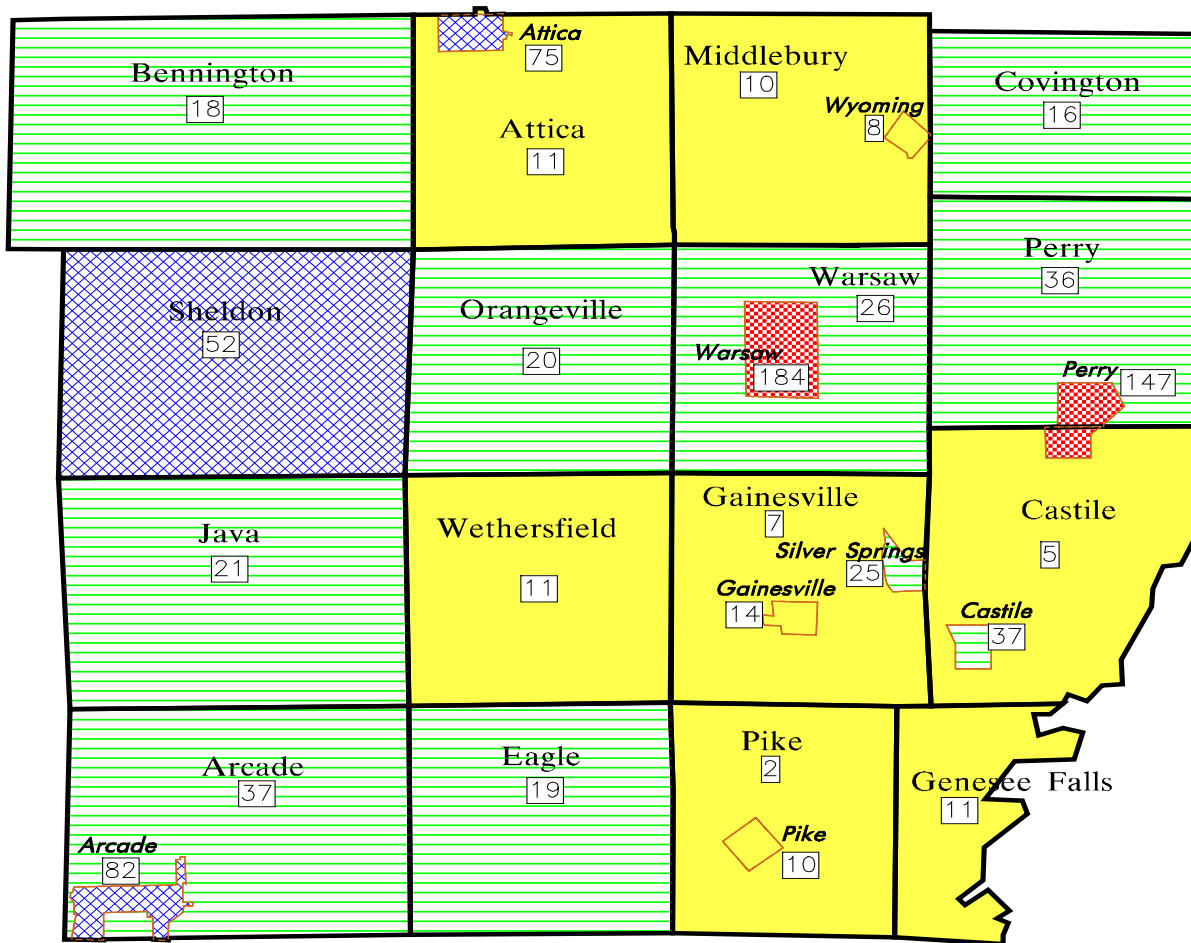 Bennington
18
Attica
75
Attica
11
Middlebury
10
Wyoming
8
Covington
16
Sheldon
52
Orangeville
20
Warsaw
26
Warsaw
184
Perry
36
Perry
147
Java
21
Wethersfield
11
Gainesville
7
Silver Springs
25
Gainesville
14
Castile
5
Castile
37
Arcade
37
Arcade
82
Eagle
19
Pike
2
Pike
10
Genesee Falls
11